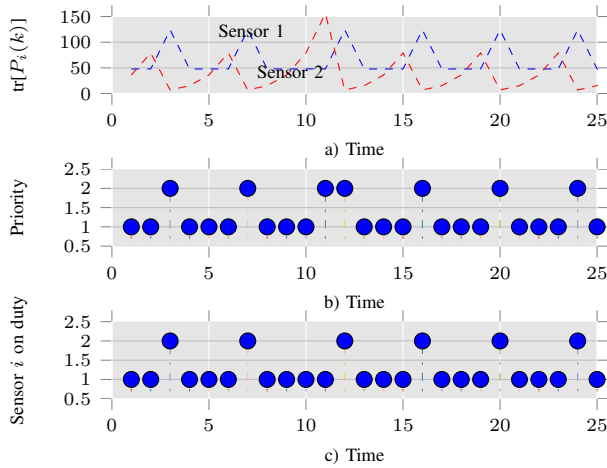 150
100
50
0
tr[P_i(k)]
Sensor 1
Sensor 2
0 5 10 15 20 25
a) Time
2.5
2
1.5
1
0.5
Priority
0 5 10 15 20 25
b) Time
2.5
2
1.5
1
0.5
Sensor i on duty
0 5 10 15 20 25
c) Time